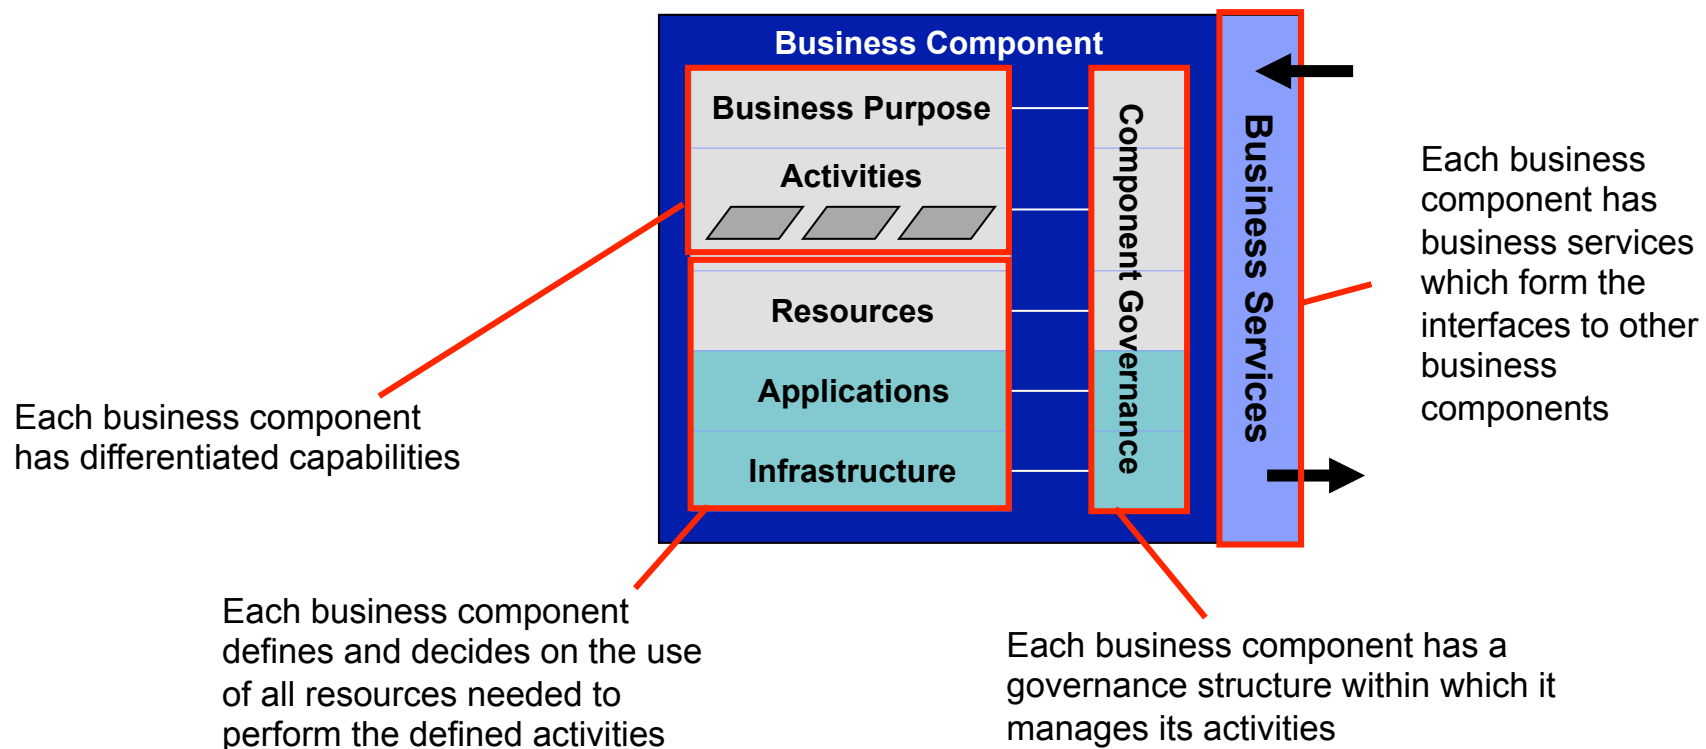 Business Component
Business Purpose
Activities
Resources
Applications
Infrastructure
Component Governance
Business Services
Each business
component has
business services
which form the
interfaces to other
business
components
Each business component
has differentiated capabilities
Each business component
defines and decides on the use
of all resources needed to
perform the defined activities
Each business component has a
governance structure within which it
manages its activities